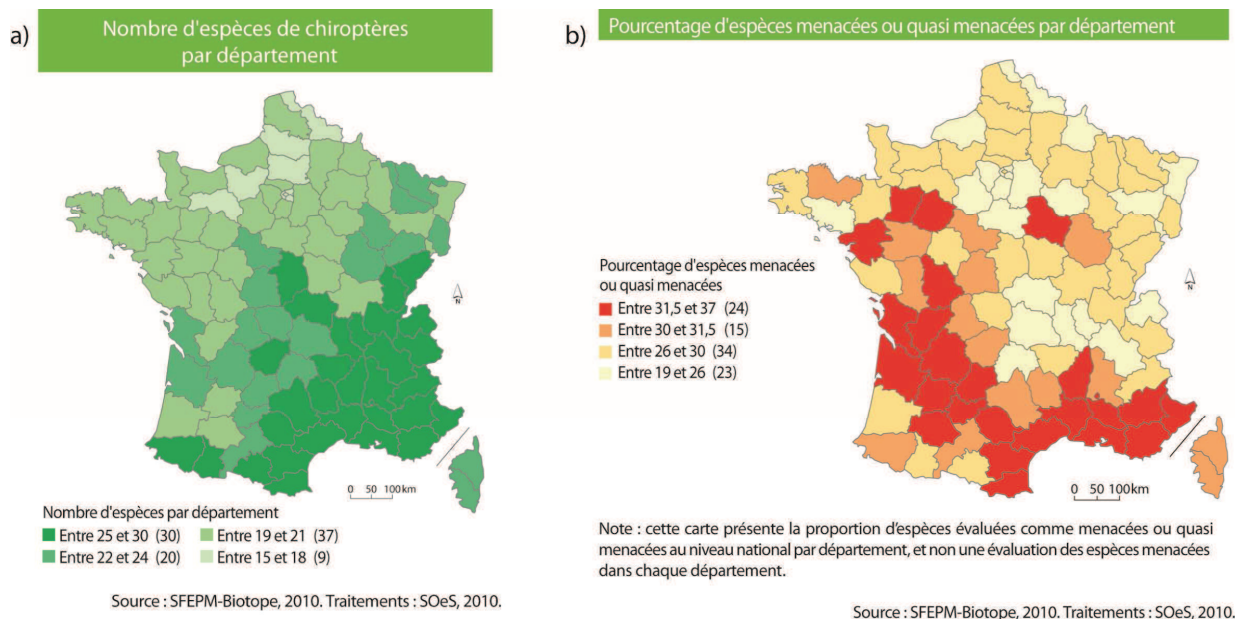 a)
Nombre d'espèces de chiroptères
par département
N
0 50 100km
Nombre d'espèces par département
Entre 25 et 30 (30)
Entre 19 et 21 (37)
Entre 22 et 24 (20)
Entre 15 et 18 (9)
Source : SFEPM-Biotope, 2010. Traitements : SOeS, 2010.
b)
Pourcentage d'espèces menacées ou quasi menacées par département
Pourcentage d'espèces menacées
ou quasi menacées
Entre 31,5 et 37 (24)
Entre 30 et 31,5 (15)
Entre 26 et 30 (34)
Entre 19 et 26 (23)
N
0 50 100km
Note : cette carte présente la proportion d'espèces évaluées comme menacées ou quasi
menacées au niveau national par département, et non une évaluation des espèces menacées
dans chaque département.
Source : SFEPM-Biotope, 2010. Traitements : SOeS, 2010.